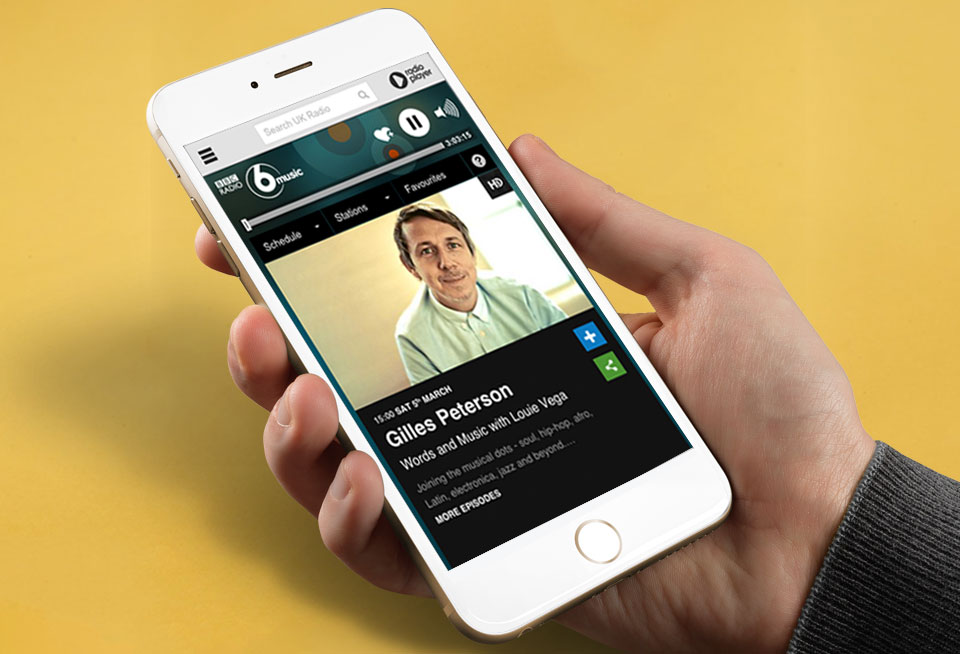 radio
player
Search UK Radio
BBC
RADIO
6
music
3:03:15
?
Schedule
Stations
Favourites
HD
15:00 SAT 5th MARCH
Gilles Peterson
Words and Music with Louie Vega
Joining the musical dots - soul, hip-hop, afro,
Latin, electronica, jazz and beyond....
MORE EPISODES